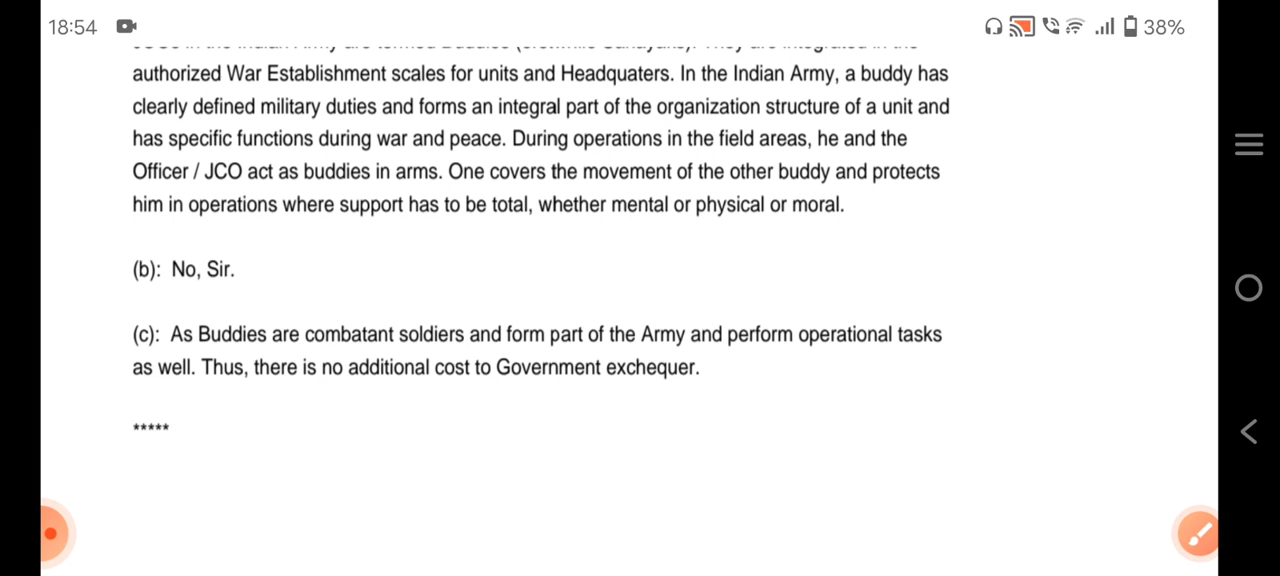 18:54
38%
authorized War Establishment scales for units and Headquaters. In the Indian Army, a buddy has
clearly defined military duties and forms an integral part of the organization structure of a unit and
has specific functions during war and peace. During operations in the field areas, he and the
Officer / JCO act as buddies in arms. One covers the movement of the other buddy and protects
him in operations where support has to be total, whether mental or physical or moral.
(b): No, Sir.
(c): As Buddies are combatant soldiers and form part of the Army and perform operational tasks
as well. Thus, there is no additional cost to Government exchequer.
*****